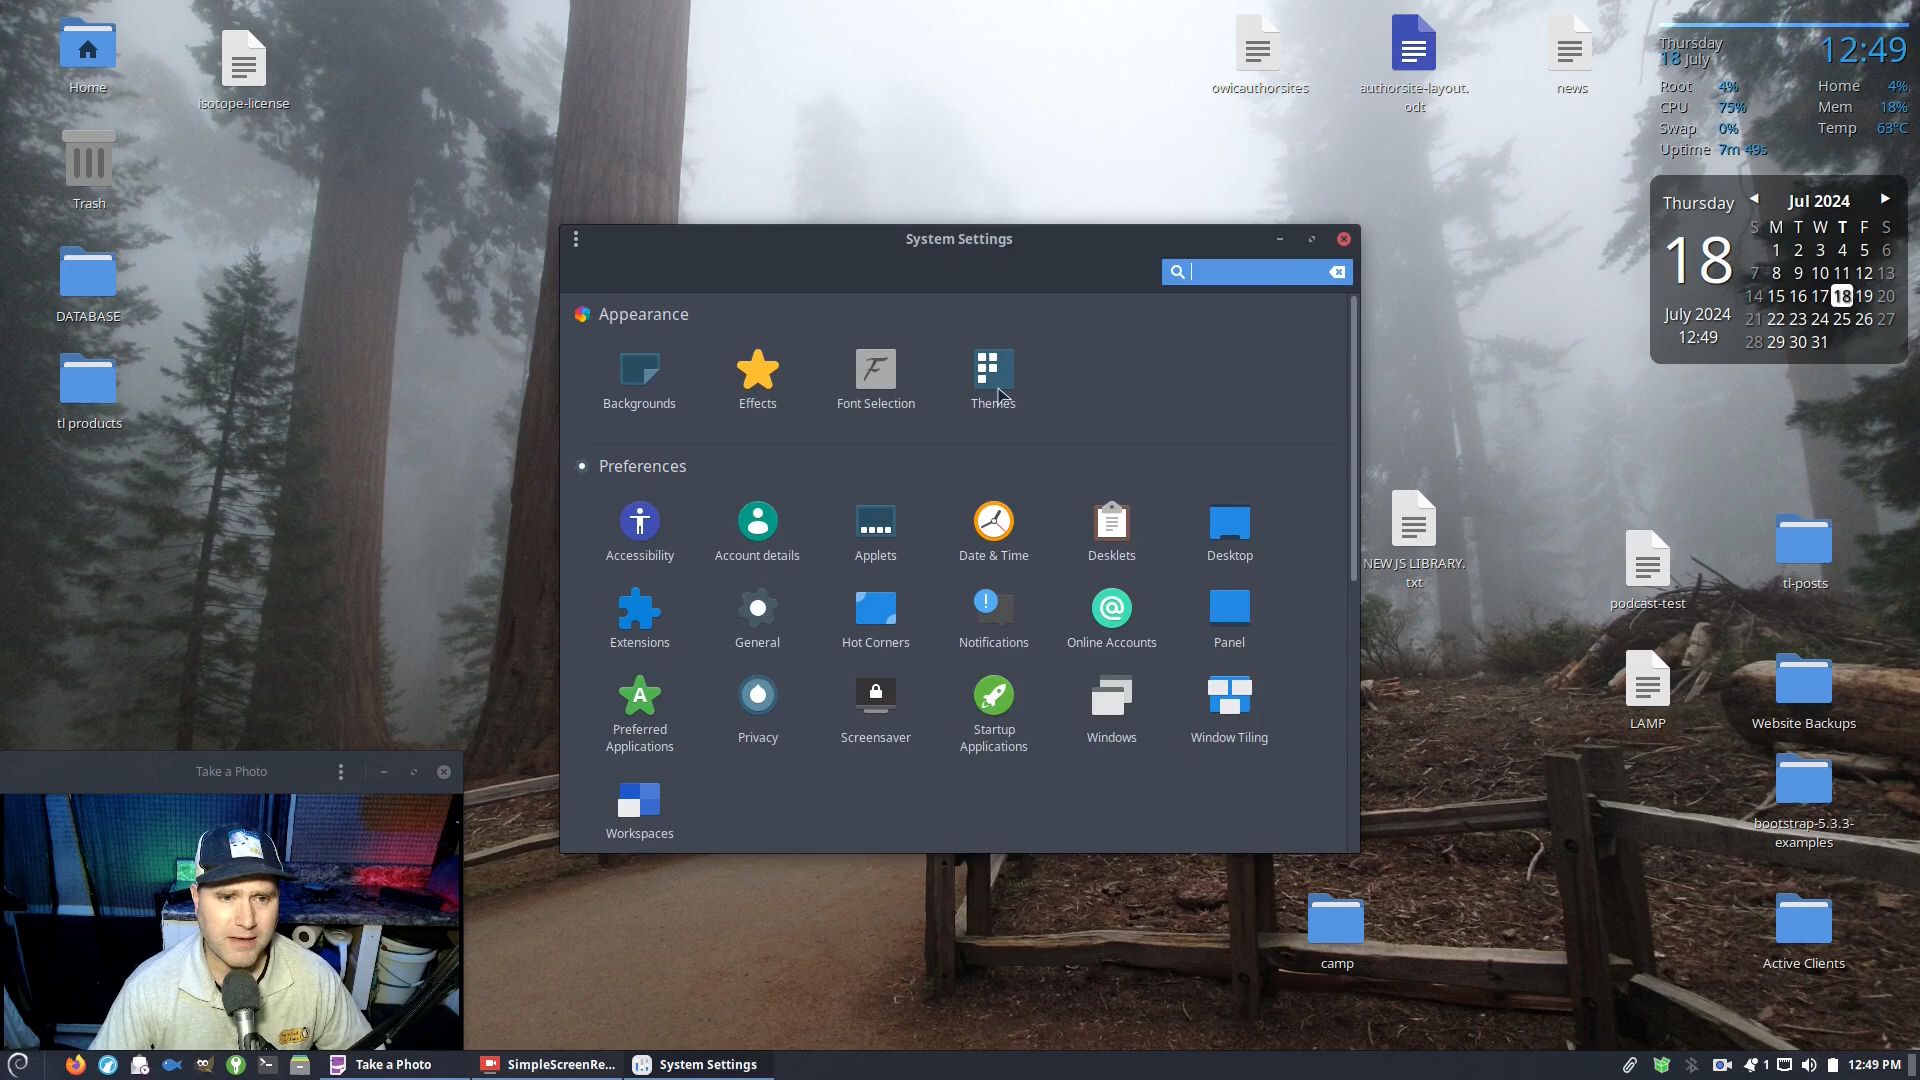 Home
isotope-license
Trash
DATABASE
tl products
owicauthorsites
authorsite-layout.
odt
news
Thursday
18 July
12:49
Root 4% Home 4%
CPU 75% Mem 18%
Swap 0% Temp 63°C
Uptime 7m 49s
Thursday
18
July 2024
12:49
Jul 2024
S M T W T F S
1 2 3 4 5 6
7 8 9 10 11 12 13
14 15 16 17 18 19 20
21 22 23 24 25 26 27
28 29 30 31
System Settings
Appearance
Backgrounds
Effects
Font Selection
Themes
Preferences
Accessibility
Account details
Applets
Date & Time
Desklets
Desktop
Extensions
General
Hot Corners
Notifications
Online Accounts
Panel
Preferred
Applications
Privacy
Screensaver
Startup
Applications
Windows
Window Tiling
Workspaces
NEW JS LIBRARY.
txt
podcast-test
tl-posts
LAMP
Website Backups
bootstrap-5.3.3-
examples
camp
Active Clients
Take a Photo
Take a Photo
SimpleScreenRe...
System Settings
1
12:49 PM